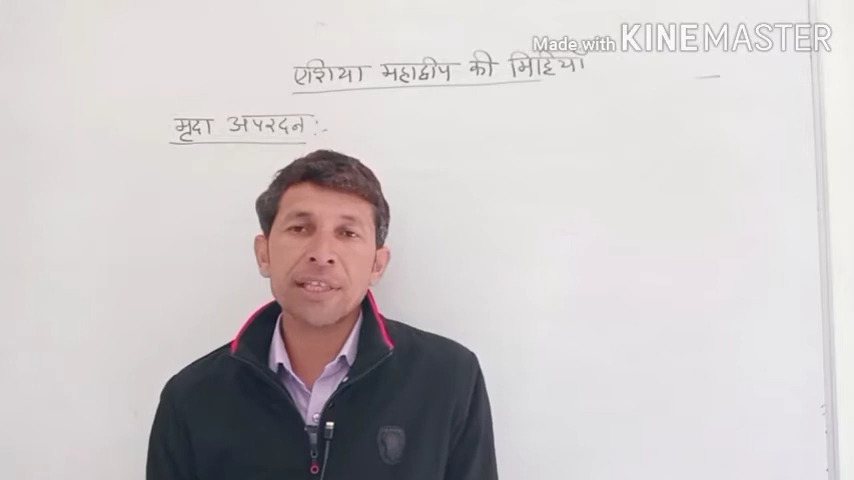 Made with KINEMASTER
एशिया महाद्वीप की मिट्टियाँ
मृदा अपरदन :-